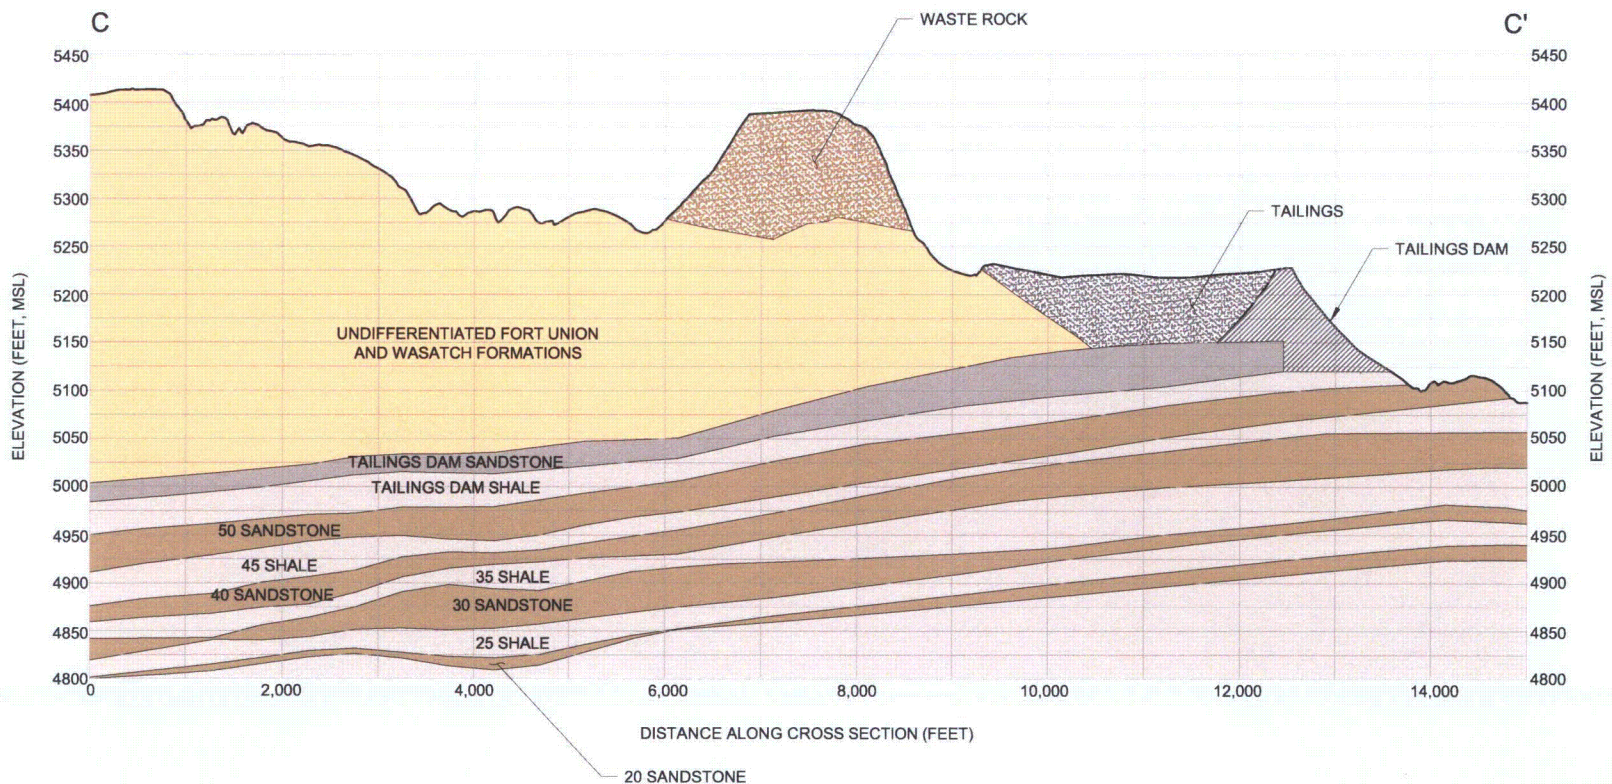 C
C'
WASTE ROCK
5450
5400
5350
5300
5250
5200
5150
5100
5050
5000
4950
4900
4850
4800
5450
5400
5350
5300
5250
5200
5150
5100
5050
5000
4950
4900
4850
4800
ELEVATION (FEET, MSL)
ELEVATION (FEET, MSL)
TAILINGS
TAILINGS DAM
UNDIFFERENTIATED FORT UNION
AND WASATCH FORMATIONS
TAILINGS DAM SANDSTONE
TAILINGS DAM SHALE
50 SANDSTONE
45 SHALE
40 SANDSTONE
35 SHALE
30 SANDSTONE
25 SHALE
0
2,000
4,000
6,000
8,000
10,000
12,000
14,000
DISTANCE ALONG CROSS SECTION (FEET)
20 SANDSTONE